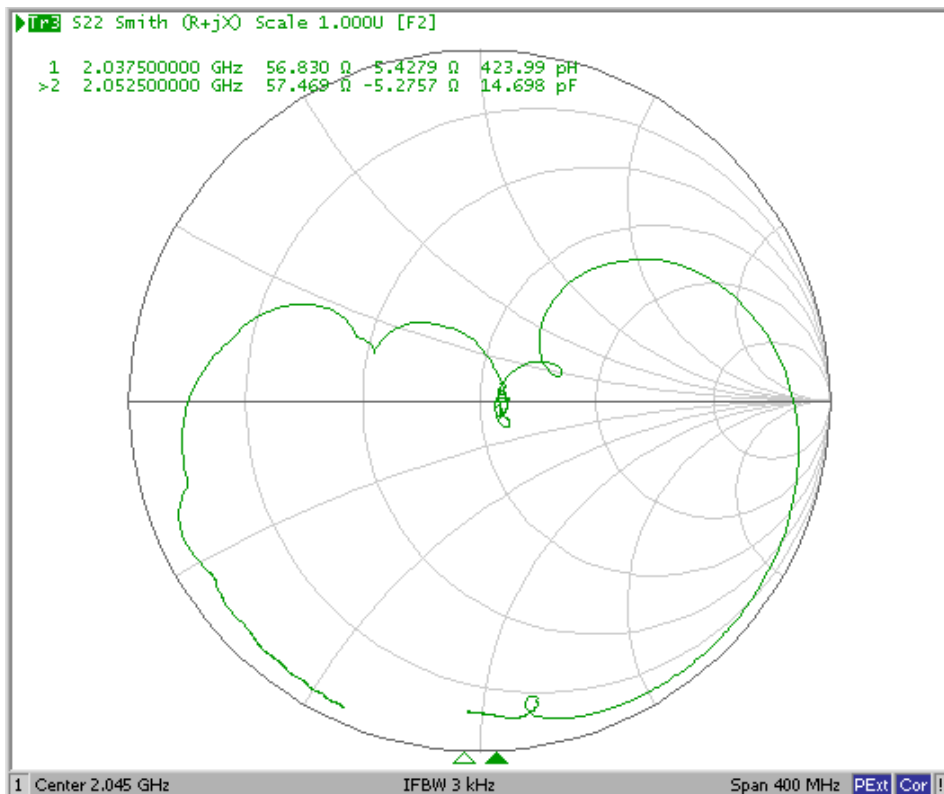 Tr3 S22 Smith (R+jX) Scale 1.000U [F2]
1 2.037500000 GHz 56.830 Ω 5.4279 Ω 423.99 pH
>2 2.052500000 GHz 57.469 Ω -5.2757 Ω 14.698 pF
1 Center 2.045 GHz IFBW 3 kHz Span 400 MHz PExt Cor !